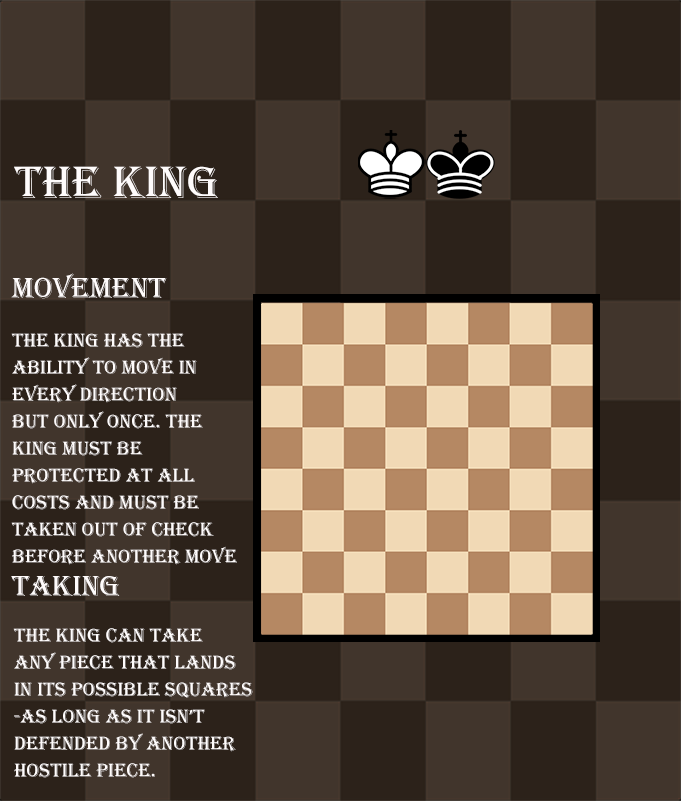 THE KING
MOVEMENT
THE KING HAS THE
ABILITY TO MOVE IN
EVERY DIRECTION
BUT ONLY ONCE. THE
KING MUST BE
PROTECTED AT ALL
COSTS AND MUST BE
TAKEN OUT OF CHECK
BEFORE ANOTHER MOVE
TAKING
THE KING CAN TAKE
ANY PIECE THAT LANDS
IN ITS POSSIBLE SQUARES
-AS LONG AS IT ISN'T
DEFENDED BY ANOTHER
HOSTILE PIECE.